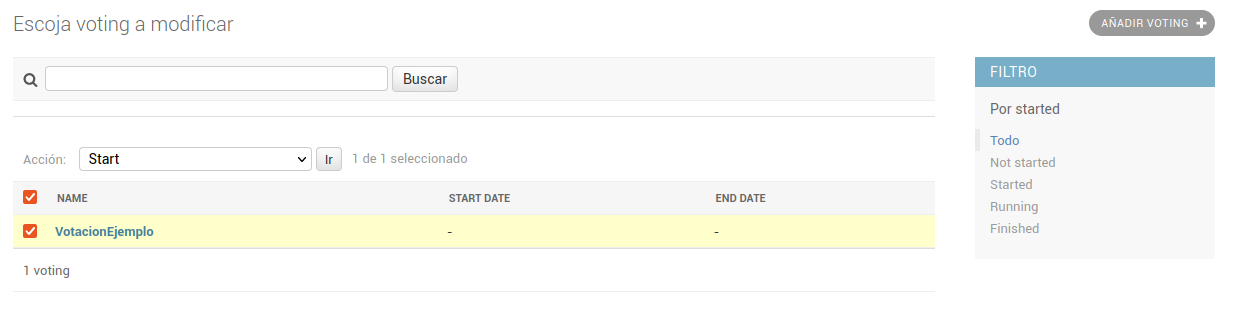 Escoja voting a modificar
AÑADIR VOTING
Buscar
FILTRO
Por started
Todo
Not started
Started
Running
Finished
Acción: Start Ir 1 de 1 seleccionado
NAME START DATE END DATE
VotacionEjemplo - -
1 voting